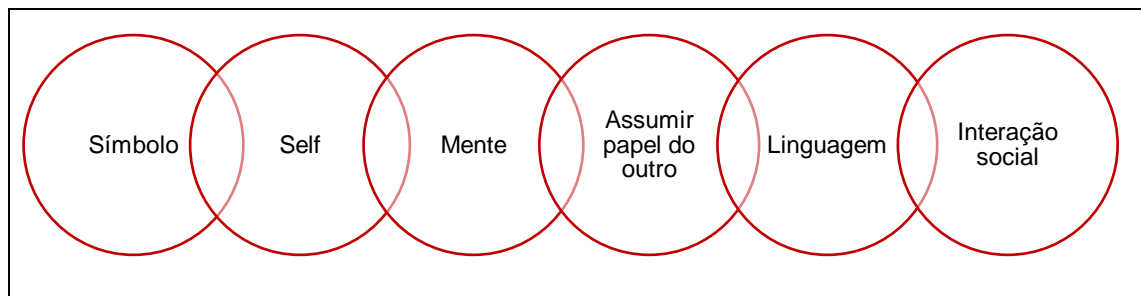 Símbolo
Self
Mente
Assumir
papel do
outro
Linguagem
Interação
social